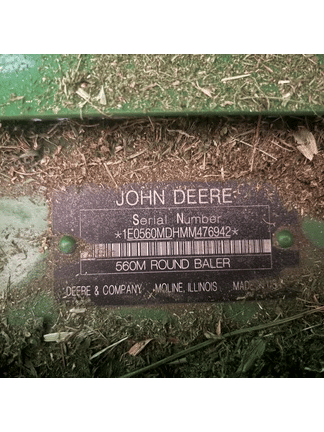 JOHN DEERE
Serial Number
*1E0560MDHMM476942*
560M ROUND BALER
DEERE & COMPANY MOLINE, ILLINOIS MADE IN